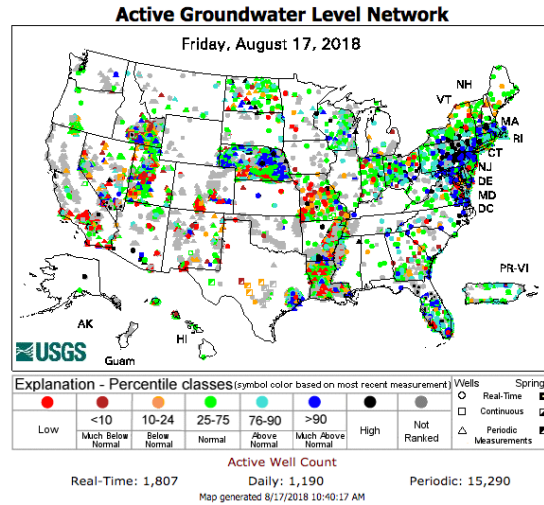 Active Groundwater Level Network
Friday, August 17, 2018
NH
VT
MA
RI
CT
NJ
DE
MD
DC
PR-VI
AK
HI
Guam
USGS
Explanation - Percentile classes (symbol color based on most recent measurement)
Wells Spring
Low
<10
Much Below Normal
10-24
Below Normal
25-75
Normal
76-90
Above Normal
>90
Much Above Normal
High
Not Ranked
Real-Time
Continuous
Periodic Measurements
Active Well Count
Real-Time: 1,807 Daily: 1,190 Periodic: 15,290
Map generated 8/17/2018 10:40:17 AM